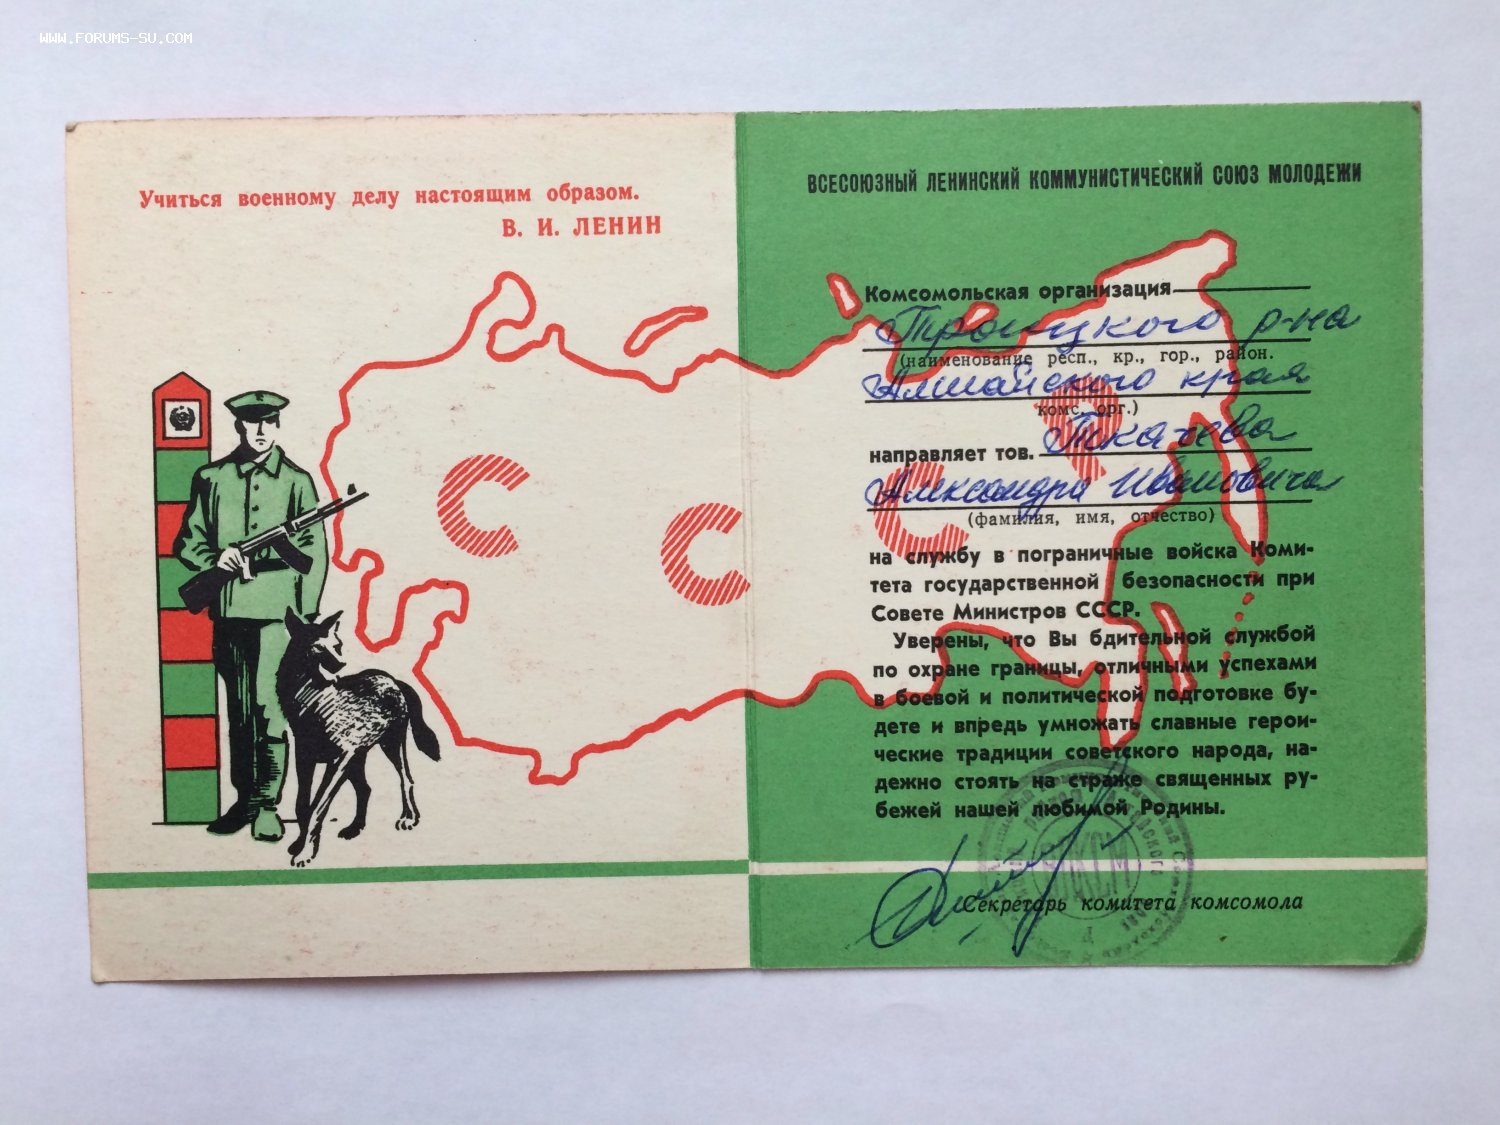 WWW.FORUMS-SU.COM
Учиться военному делу настоящим образом.
В. И. ЛЕНИН
С С С Р
ВСЕСОЮЗНЫЙ ЛЕНИНСКИЙ КОММУНИСТИЧЕСКИЙ СОЮЗ МОЛОДЕЖИ
Комсомольская организация
Троицкого р-на
(наименование респ., кр., гор., район.
Алтайского края
комс. орг.)
направляет тов. Ткачева
Александра Ивановича
(фамилия, имя, отчество)
на службу в пограничные войска Коми-
тета государственной безопасности при
Совете Министров СССР.
Уверены, что Вы бдительной службой
по охране границы, отличными успехами
в боевой и политической подготовке бу-
дете и впредь умножать славные герои-
ческие традиции советского народа, на-
дежно стоять на страже священных ру-
бежей нашей любимой Родины.
ВЛКСМ
Секретарь комитета комсомола